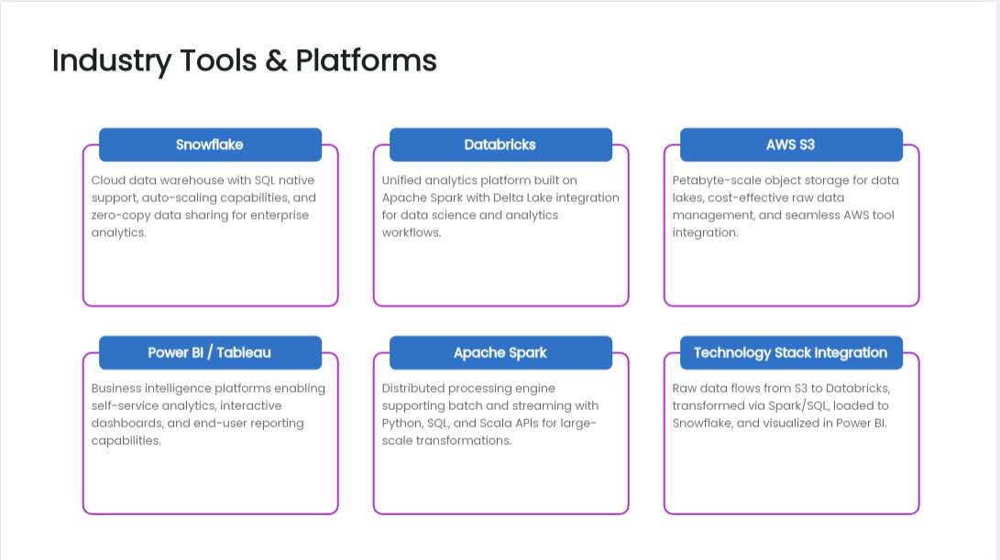 Industry Tools & Platforms
Snowflake
Cloud data warehouse with SQL native
support, auto-scaling capabilities, and
zero-copy data sharing for enterprise
analytics.
Databricks
Unified analytics platform built on
Apache Spark with Delta Lake integration
for data science and analytics
workflows.
AWS S3
Petabyte-scale object storage for data
lakes, cost-effective raw data
management, and seamless AWS tool
integration.
Power BI / Tableau
Business intelligence platforms enabling
self-service analytics, interactive
dashboards, and end-user reporting
capabilities.
Apache Spark
Distributed processing engine
supporting batch and streaming with
Python, SQL, and Scala APIs for large-
scale transformations.
Technology Stack Integration
Raw data flows from S3 to Databricks,
transformed via Spark/SQL, loaded to
Snowflake, and visualized in Power BI.